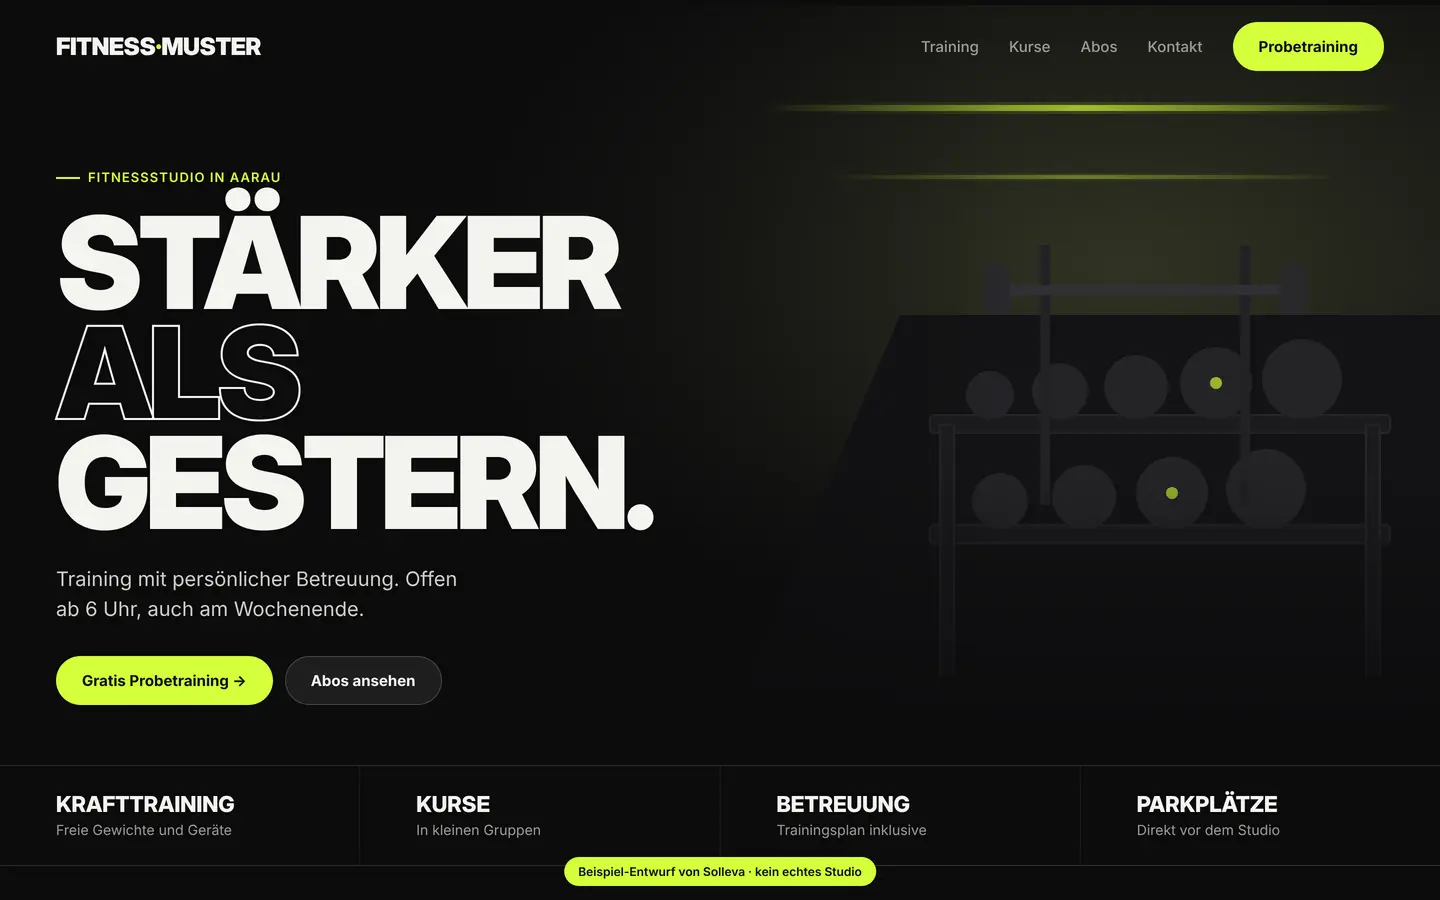 FITNESS·MUSTER
Training Kurse Abos Kontakt Probetraining
FITNESSSTUDIO IN AARAU
STÄRKER
ALS
GESTERN.
Training mit persönlicher Betreuung. Offen
ab 6 Uhr, auch am Wochenende.
Gratis Probetraining → Abos ansehen
KRAFTTRAINING
Freie Gewichte und Geräte
KURSE
In kleinen Gruppen
BETREUUNG
Trainingsplan inklusive
PARKPLÄTZE
Direkt vor dem Studio
Beispiel-Entwurf von Solleva · kein echtes Studio